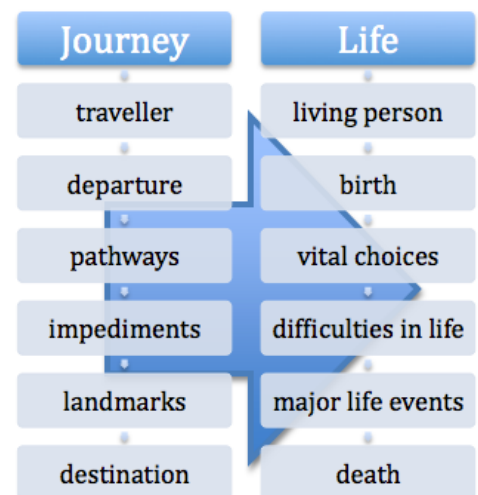 Journey
traveller
departure
pathways
impediments
landmarks
destination
Life
living person
birth
vital choices
difficulties in life
major life events
death